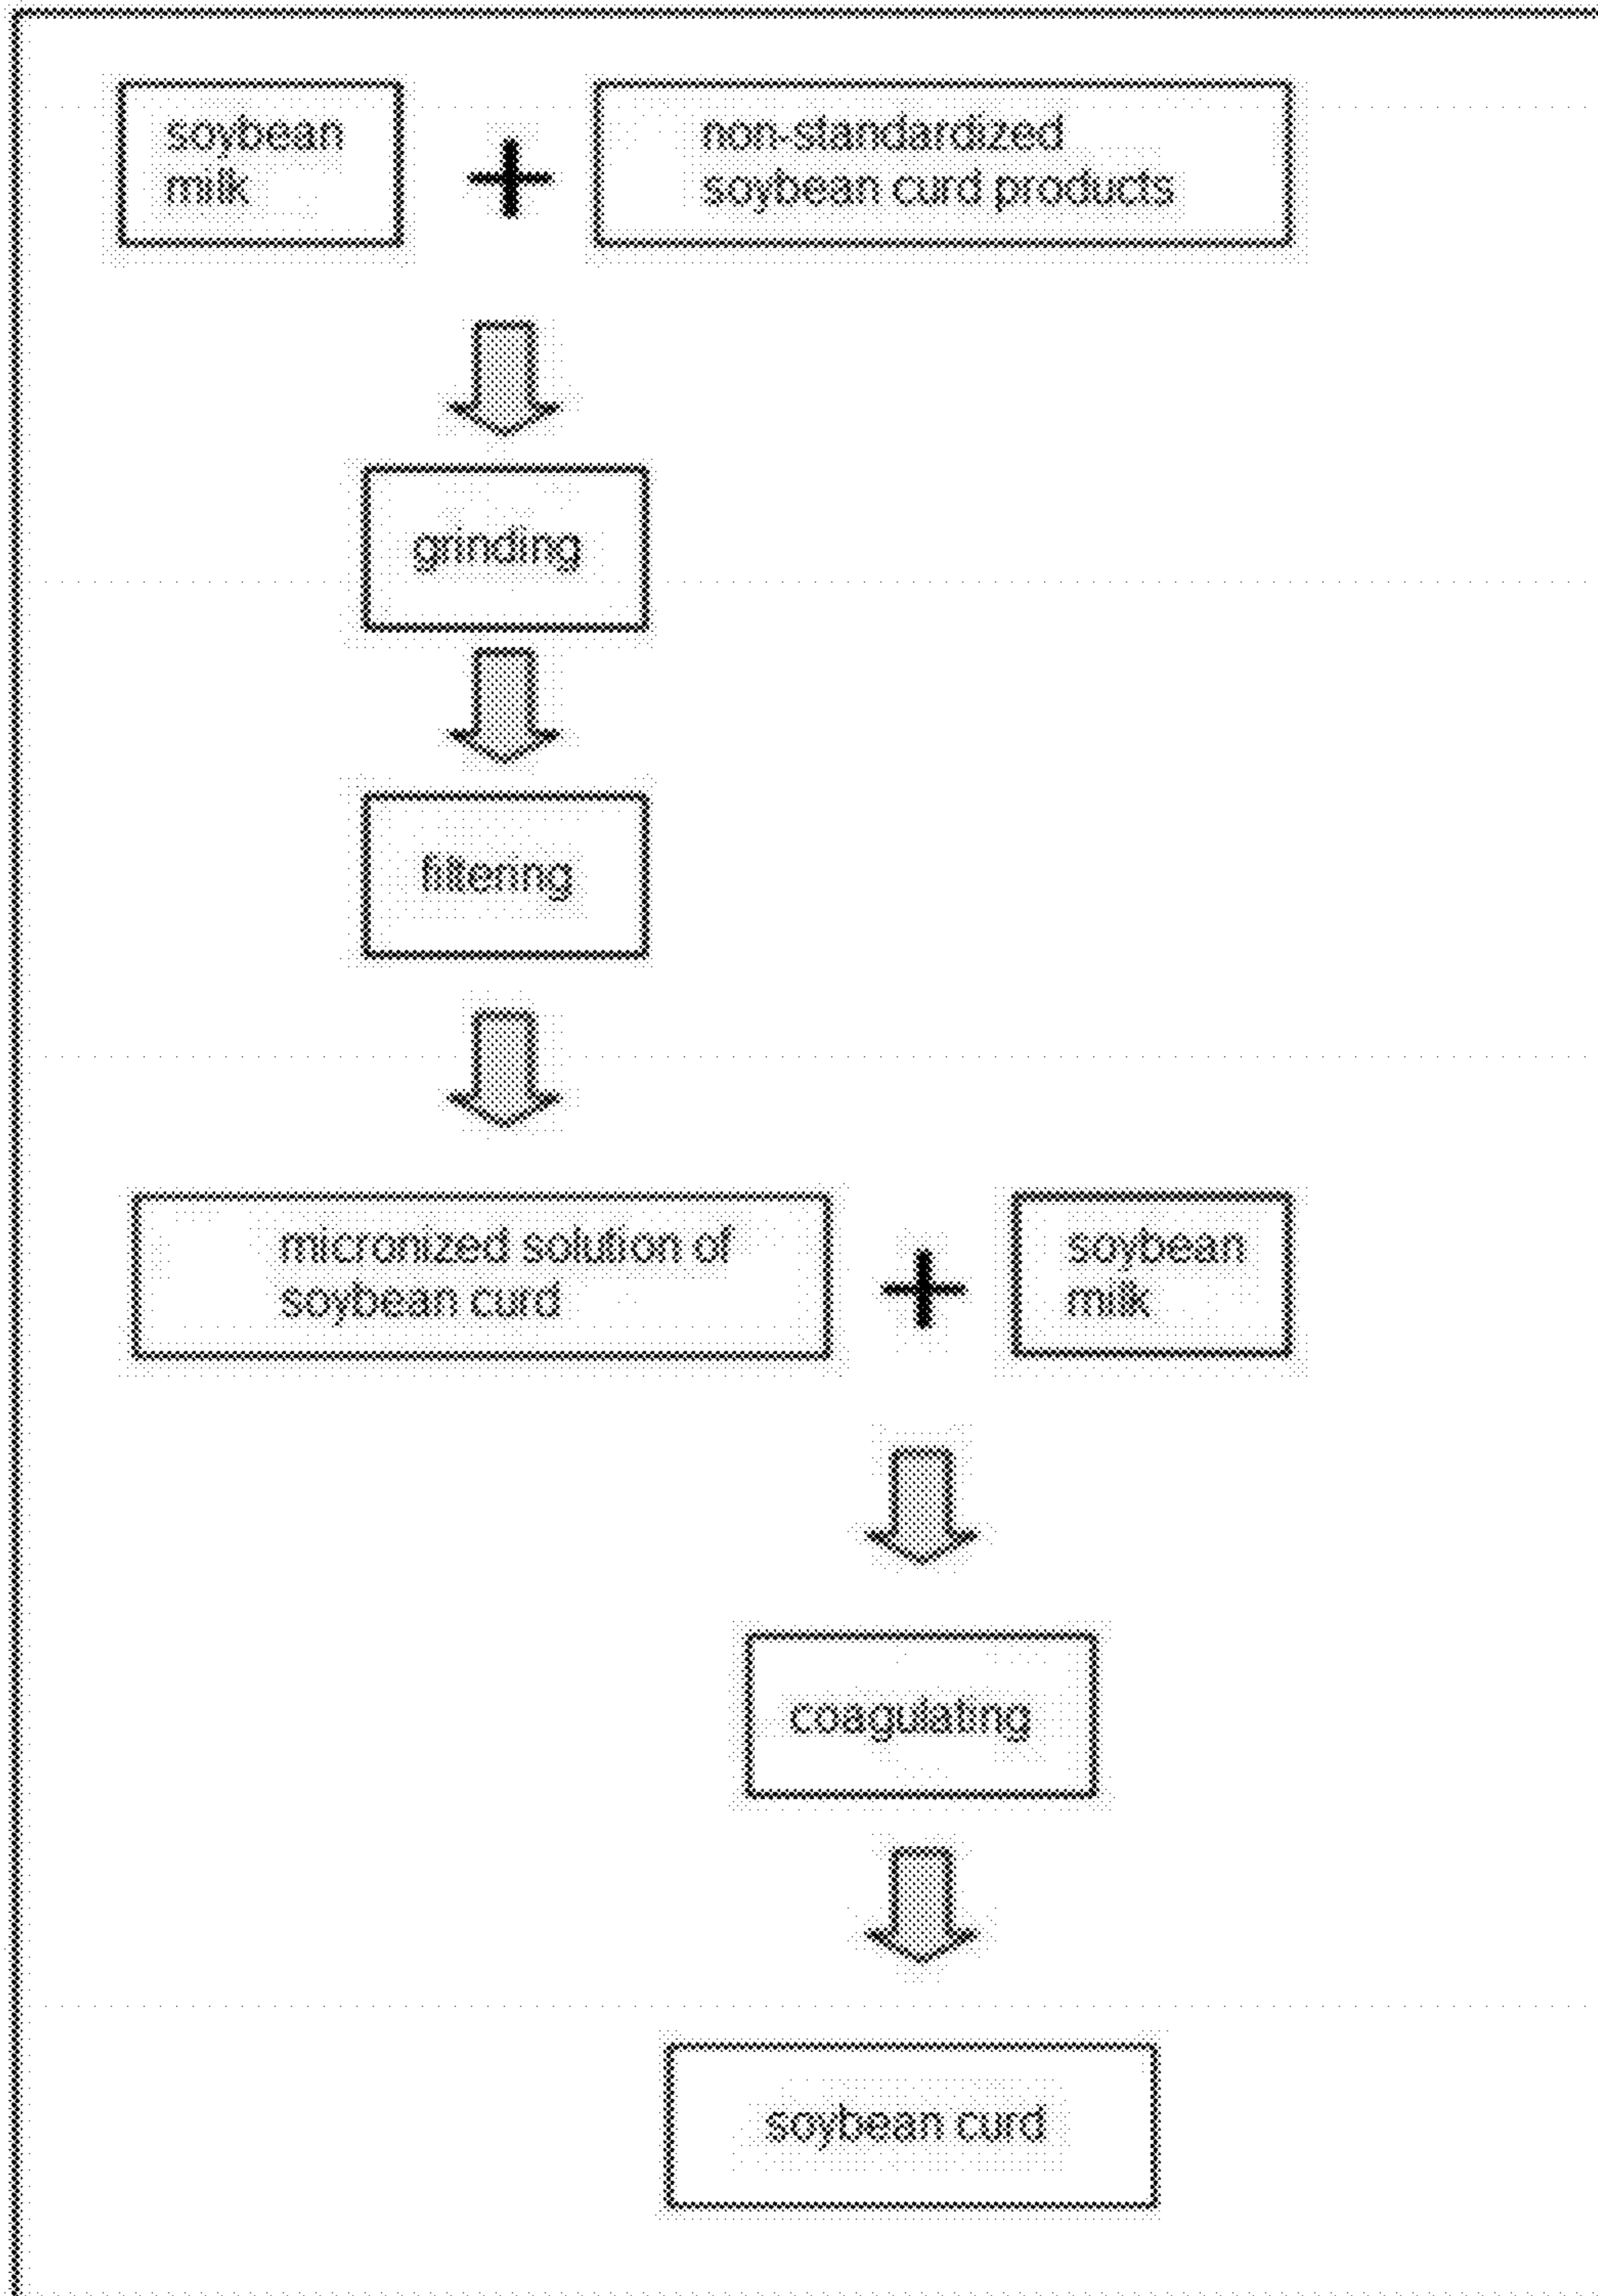 soybean
milk
+
non-standardized
soybean curd products
grinding
filtering
micronized solution of
soybean curd
+
soybean
milk
coagulating
soybean curd